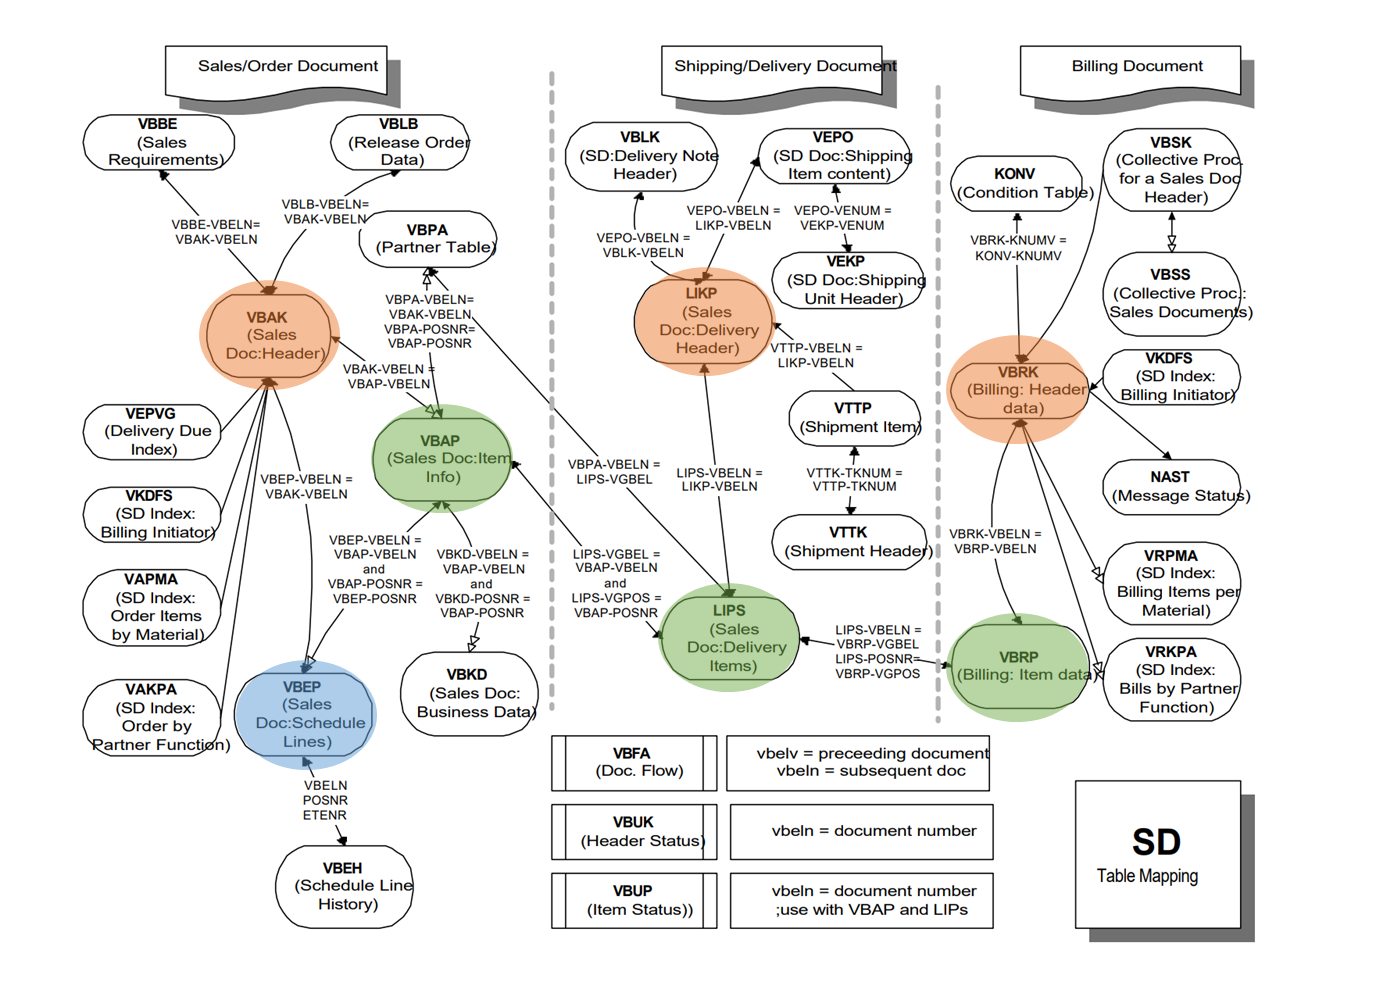 Sales/Order Document
VBBE
(Sales
Requirements)
VBLB
(Release Order
Data)
VBBE-VBELN=
VBAK-VBELN
VBLB-VBELN=
VBAK-VBELN
VBPA
(Partner Table)
VBAK
(Sales
Doc:Header)
VBPA-VBELN=
VBAK-VBELN
VBPA-POSNR=
VBAP-POSNR
VBAK-VBELN =
VBAP-VBELN
VEPVG
(Delivery Due
Index)
VBAP
(Sales Doc:Item
Info)
VKDFS
(SD Index:
Billing Initiator)
VBEP-VBELN =
VBAK-VBELN
VAPMA
(SD Index:
Order Items
by Material)
VBEP-VBELN =
VBAP-VBELN
and
VBAP-POSNR =
VBEP-POSNR
VBKD-VBELN =
VBAP-VBELN
and
VBKD-POSNR =
VBAP-POSNR
VAKPA
(SD Index:
Order by
Partner Function)
VBEP
(Sales
Doc:Schedule
Lines)
VBKD
(Sales Doc:
Business Data)
VBELN
POSNR
ETENR
VBEH
(Schedule Line
History)
Shipping/Delivery Document
VBLK
(SD:Delivery Note
Header)
VEPO
(SD Doc:Shipping
Item content)
VEPO-VBELN =
VBLK-VBELN
VEPO-VBELN =
LIKP-VBELN
VEPO-VENUM =
VEKP-VENUM
VEKP
(SD Doc:Shipping
Unit Header)
LIKP
(Sales
Doc:Delivery
Header)
VTTP-VBELN =
LIKP-VBELN
VTTP
(Shipment Item)
VBPA-VBELN =
LIPS-VGBEL
LIPS-VBELN =
LIKP-VBELN
VTTK-TKNUM =
VTTP-TKNUM
VTTK
(Shipment Header)
LIPS-VGBEL =
VBAP-VBELN
and
LIPS-VGPOS =
VBAP-POSNR
LIPS
(Sales
Doc:Delivery
Items)
LIPS-VBELN =
VBRP-VGBEL
LIPS-POSNR=
VBRP-VGPOS
Billing Document
KONV
(Condition Table)
VBSK
(Collective Proc.
for a Sales Doc
Header)
VBRK-KNUMV =
KONV-KNUMV
VBSS
(Collective Proc.:
Sales Documents)
VBRK
(Billing: Header
data)
VKDFS
(SD Index:
Billing Initiator)
NAST
(Message Status)
VBRK-VBELN =
VBRP-VBELN
VRPMA
(SD Index:
Billing Items per
Material)
VBRP
(Billing: Item data)
VRKPA
(SD Index:
Bills by Partner
Function)
VBFA
(Doc. Flow)
vbelv = preceeding document
vbeln = subsequent doc
VBUK
(Header Status)
vbeln = document number
VBUP
(Item Status))
vbeln = document number
;use with VBAP and LIPs
SD
Table Mapping